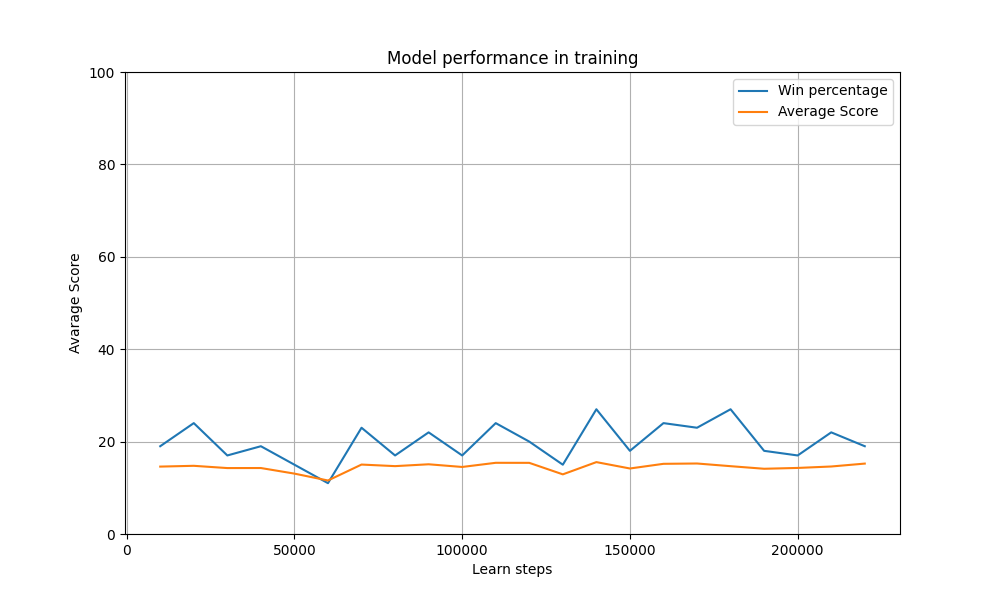 Model performance in training
100
80
60
40
20
0
Avarage Score
Win percentage
Average Score
0 50000 100000 150000 200000
Learn steps